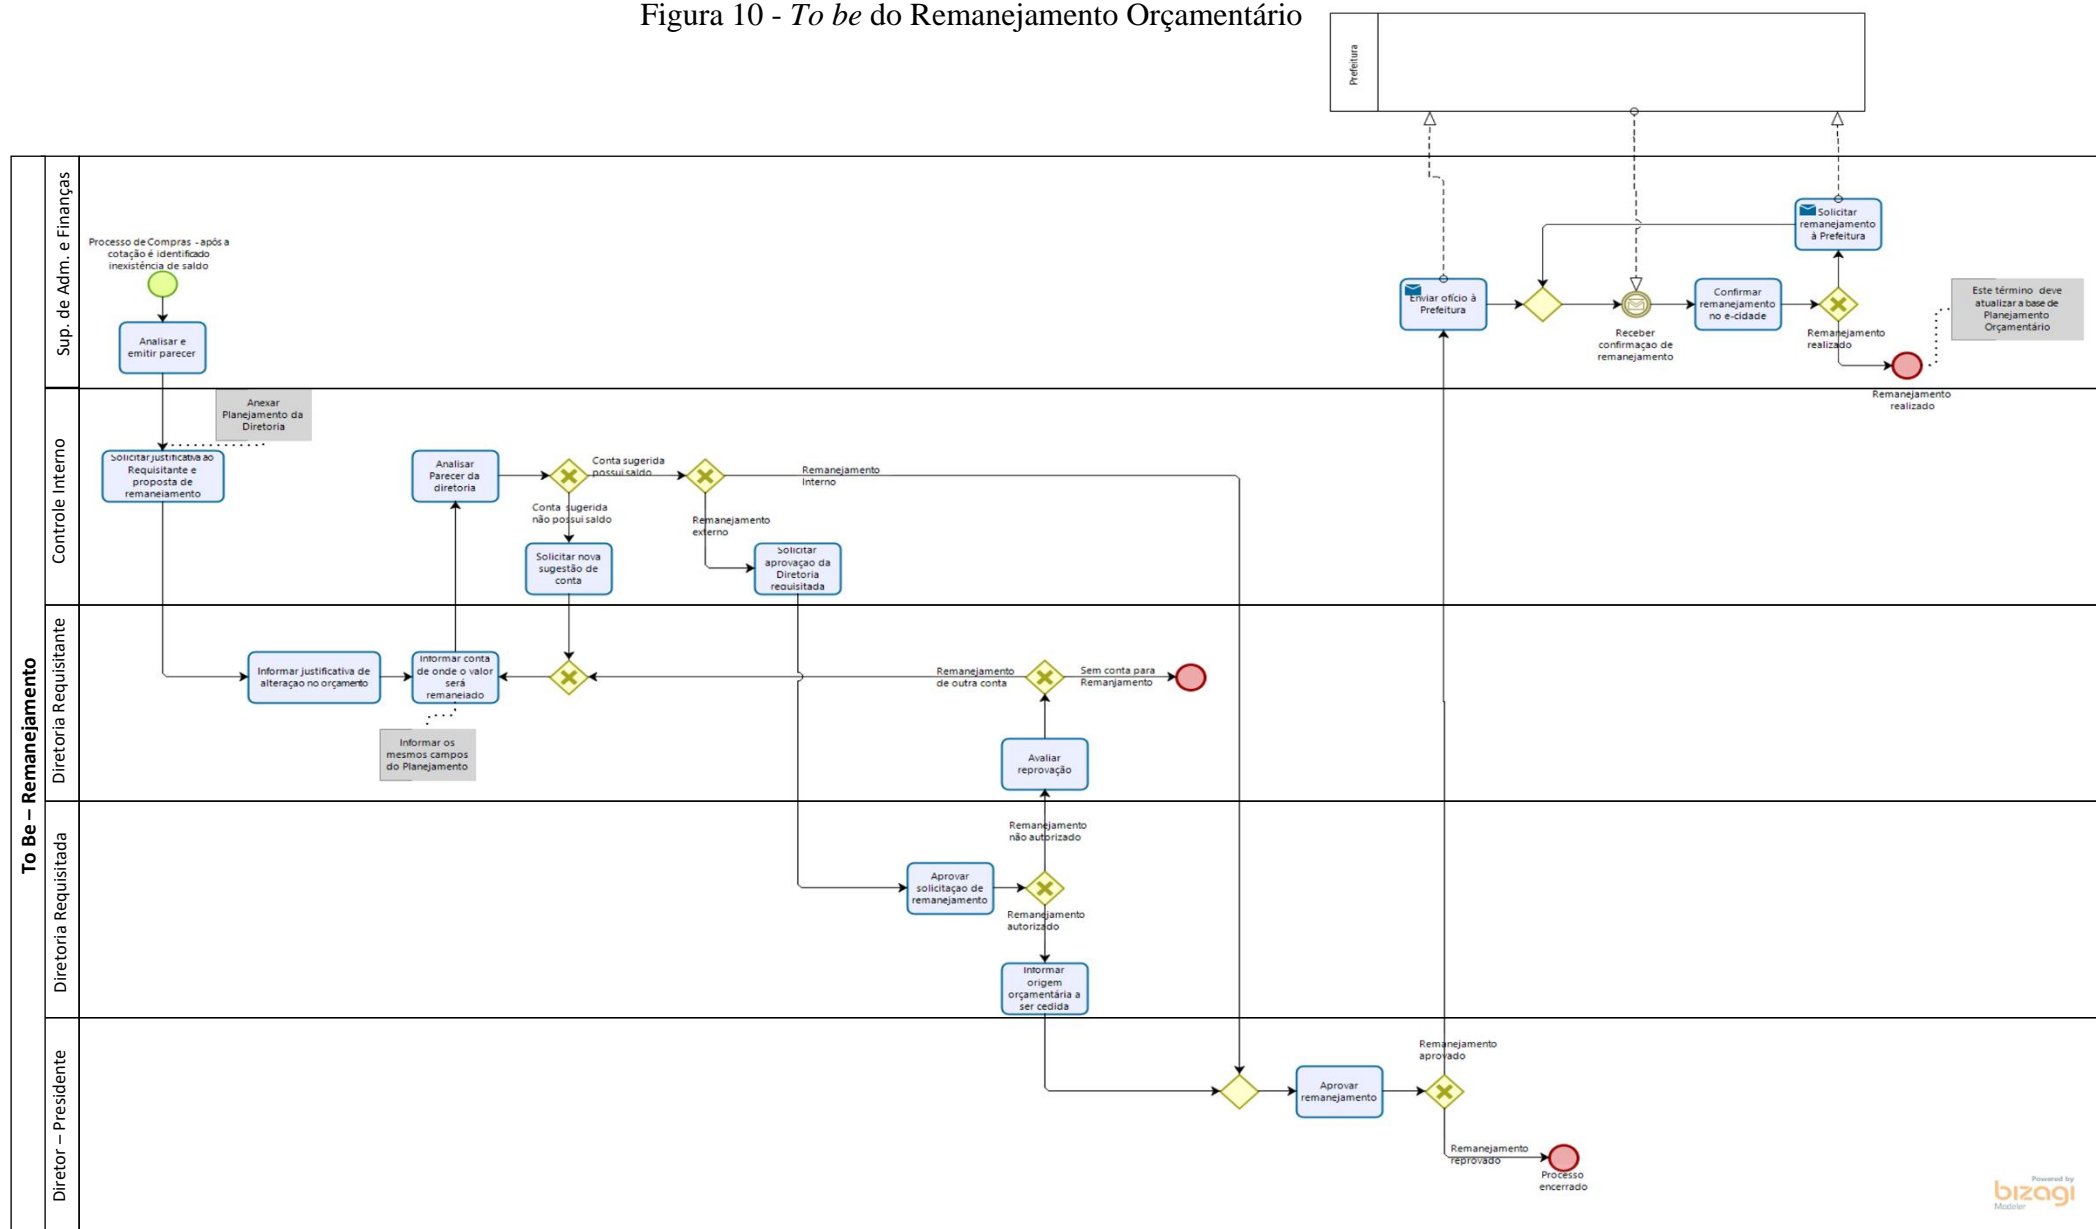 Figura 10 - To be do Remanejamento Orçamentário
Prefeitura
To Be – Remanejamento
Sup. de Adm. e Finanças
Processo de Compras - após a
cotação é identificado
inexistência de saldo
Analisar e
emitir parecer
Enviar ofício à
Prefeitura
Receber
confirmaçao de
remanejamento
Confirmar
remanejamento
no e-cidade
Solicitar
remanejamento
à Prefeitura
Remanejamento
realizado
Remanejamento
realizado
Este término deve
atualizar a base de
Planejamento
Orçamentário
Controle Interno
Anexar
Planejamento da
Diretoria
Solicitar justificativa ao
Requisitante e
proposta de
remanejamento
Analisar
Parecer da
diretoria
Conta sugerida
possui saldo
Conta sugerida
não possui saldo
Solicitar nova
sugestão de
conta
Remanejamento
Interno
Remanejamento
externo
Solicitar
aprovaçao da
Diretoria
requisitada
Diretoria Requisitante
Informar justificativa de
alteraçao no orçamento
Informar conta
de onde o valor
será
remanejado
Informar os
mesmos campos
do Planejamento
Remanejamento
de outra conta
Sem conta para
Remanjamento
Avaliar
reprovação
Diretoria Requisitada
Remanejamento
não autorizado
Aprovar
solicitaçao de
remanejamento
Remanejamento
autorizado
Informar
origem
orçamentária a
ser cedida
Diretor – Presidente
Aprovar
remanejamento
Remanejamento
aprovado
Remanejamento
reprovado
Processo
encerrado
Powered by
bizagi
Modeler